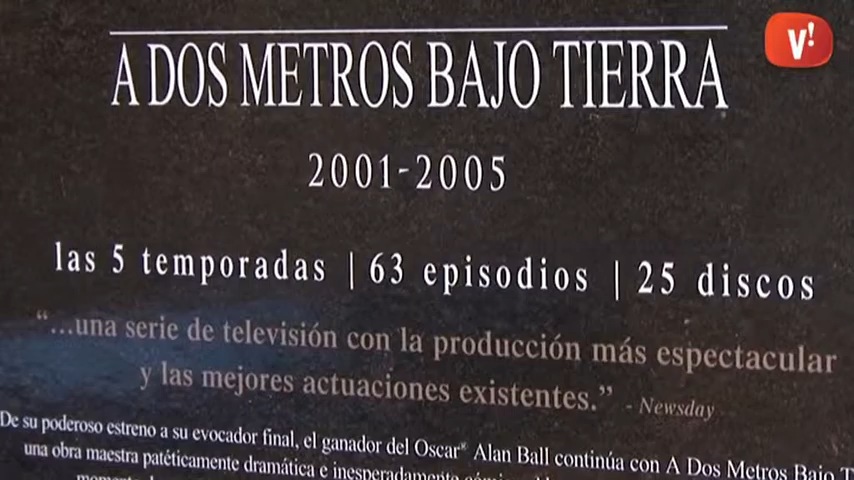 V!
A DOS METROS BAJO TIERRA
2001-2005
las 5 temporadas | 63 episodios | 25 discos
“...una serie de televisión con la producción más espectacular
y las mejores actuaciones existentes.” - Newsday
De su poderoso estreno a su evocador final, el ganador del Oscar* Alan Ball continúa con A Dos Metros Bajo
una obra maestra patéticamente dramática e inesperadamente